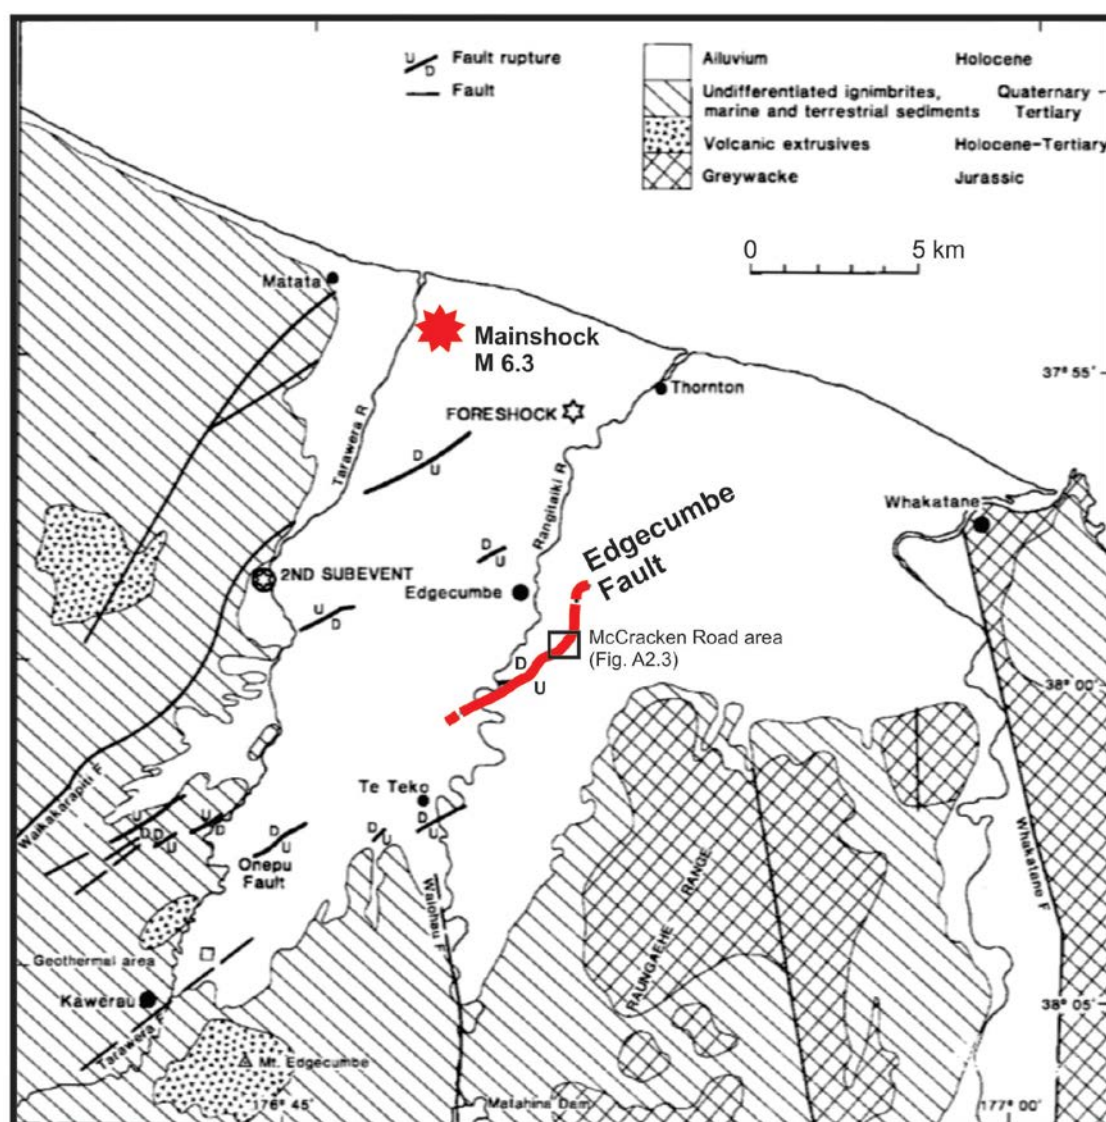 U
D
Fault rupture
Fault
Alluvium Holocene
Undifferentiated ignimbrites, Quaternary -
marine and terrestrial sediments Tertiary
Volcanic extrusives Holocene-Tertiary
Greywacke Jurassic
0 5 km
Matata
Mainshock
M 6.3
37° 55'
Thornton
FORESHOCK
Tarawera R
D
U
Rangitaiki R
Whakatane
Edgecumbe
Fault
D
U
2ND SUBEVENT
Edgecumbe
U
D
McCracken Road area
(Fig. A2.3)
D
U
38° 00'
Te Teko
Waikakarapiti F
U
D
D
U
U
D
D
U
D
U
D
U
Onepu
Fault
Whakatane F
RAUNGAEHE RANGE
Waiohau F
Geothermal area
Kawerau
38° 05'
Tarawera F
Mt. Edgecumbe
176° 45'
Matahina Dam
177° 00'